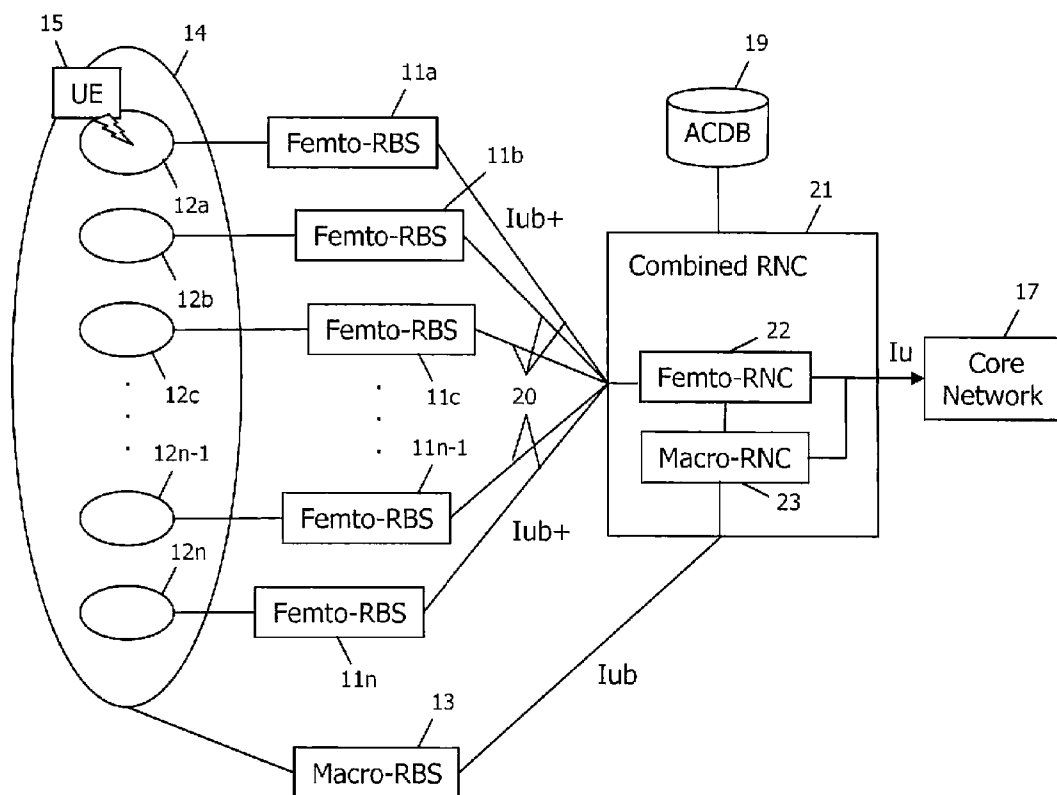 15
14
UE
11a
Femto-RBS
12a
11b
Femto-RBS
12b
Iub+
19
ACDB
21
Combined RNC
Femto-RBS
11c
12c
20
22
Femto-RNC
Macro-RNC
23
Iu
17
Core
Network
12n-1
11n-1
Femto-RBS
Iub+
12n
Femto-RBS
11n
Iub
13
Macro-RBS